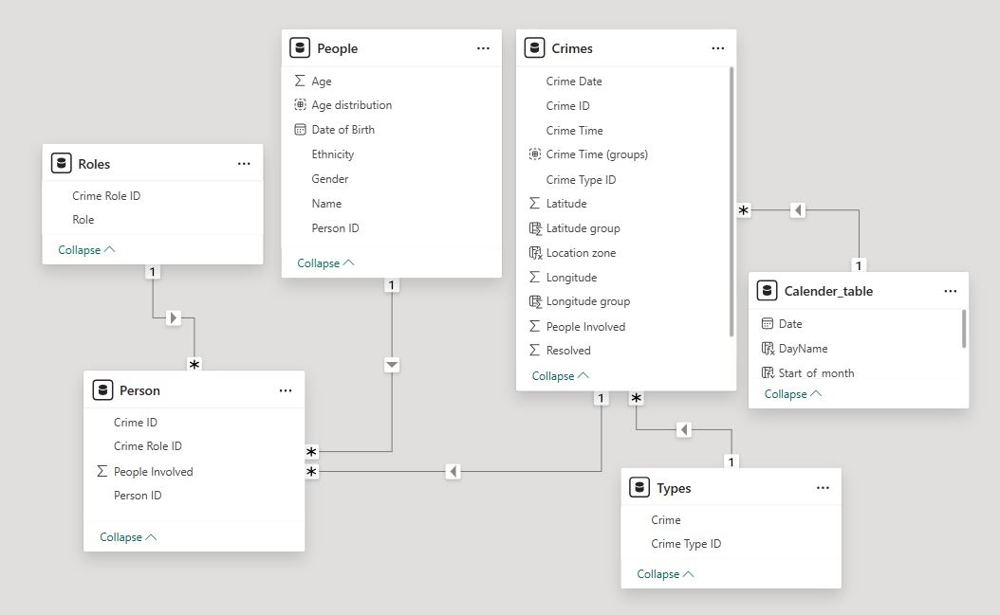 People
Age
Age distribution
Date of Birth
Ethnicity
Gender
Name
Person ID
Collapse
Crimes
Crime Date
Crime ID
Crime Time
Crime Time (groups)
Crime Type ID
Latitude
Latitude group
Location zone
Longitude
Longitude group
People Involved
Resolved
Collapse
Roles
Crime Role ID
Role
Collapse
1
*
1
*
*
1
*
1
*
1
Calender_table
Date
DayName
Start of month
Collapse
Person
Crime ID
Crime Role ID
People Involved
Person ID
Collapse
Types
Crime
Crime Type ID
Collapse